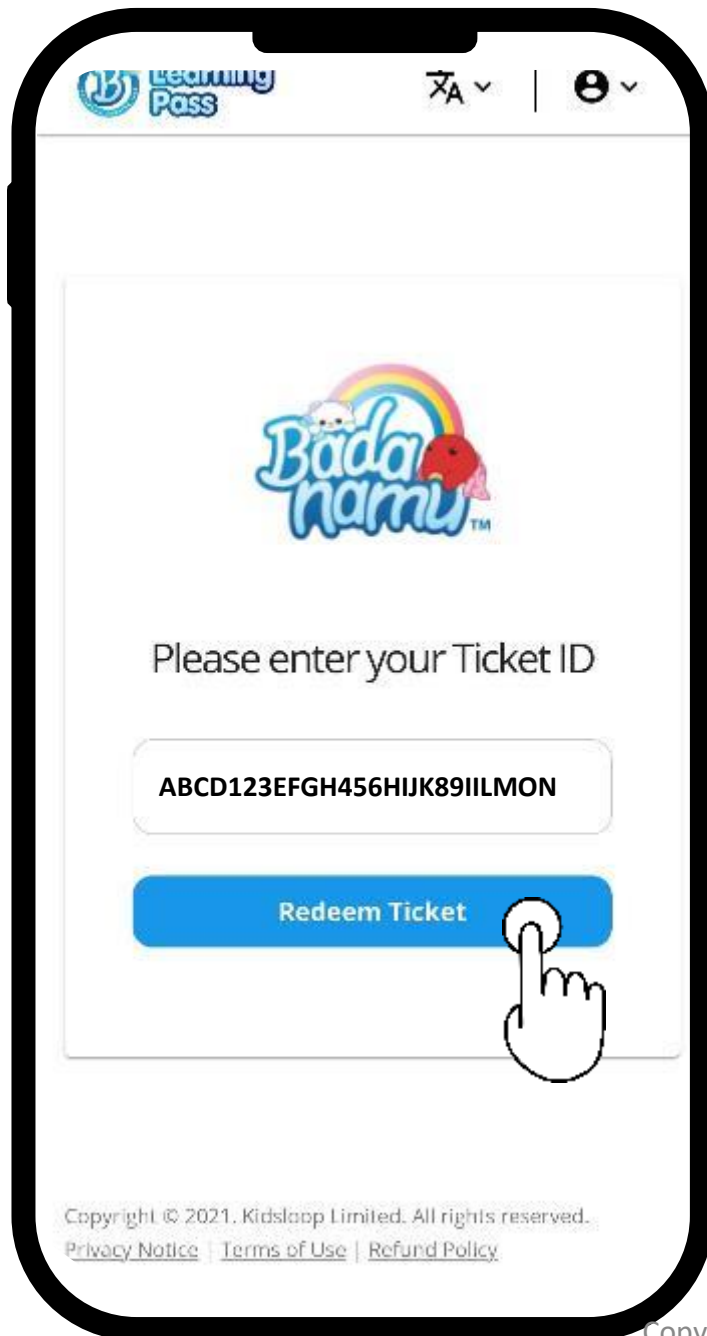 Learning
Pass
Bada
namu TM
Please enter your Ticket ID
ABCD123EFGH456HIJK89IILMON
Redeem Ticket
Copyright © 2021. Kidsloop Limited. All rights reserved.
Privacy Notice | Terms of Use | Refund Policy
Copy